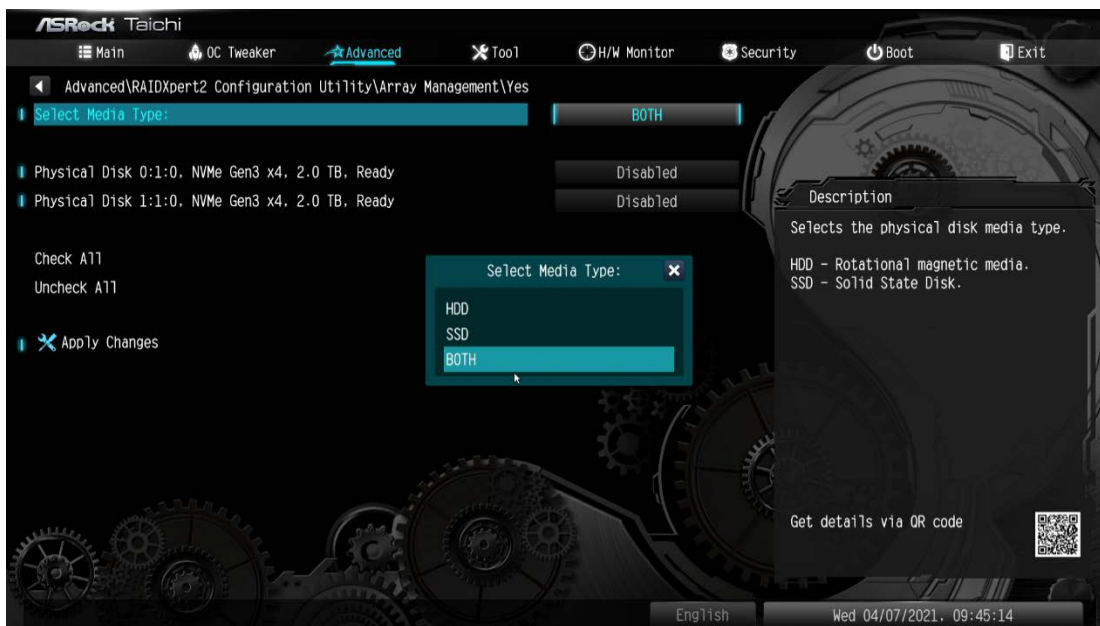 ASRock Taichi
Main OC Tweaker Advanced Tool H/W Monitor Security Boot Exit
Advanced\RAIDXpert2 Configuration Utility\Array Management\Yes
Select Media Type: BOTH
Physical Disk 0:1:0, NVMe Gen3 x4, 2.0 TB, Ready Disabled
Physical Disk 1:1:0, NVMe Gen3 x4, 2.0 TB, Ready Disabled
Check All
Uncheck All
Apply Changes
Select Media Type:
HDD
SSD
BOTH
Description
Selects the physical disk media type.
HDD - Rotational magnetic media.
SSD - Solid State Disk.
Get details via QR code
English Wed 04/07/2021, 09:45:14